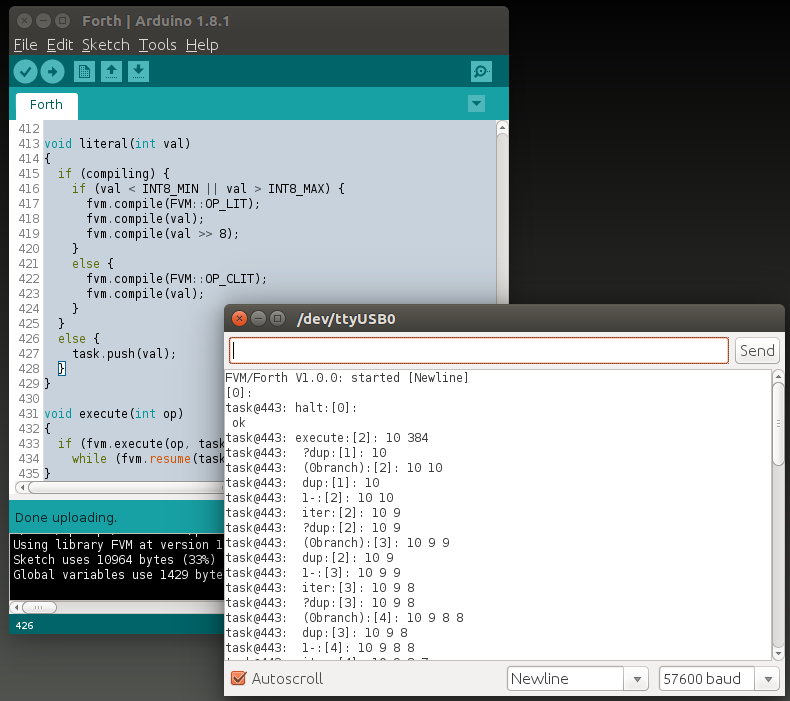 Forth | Arduino 1.8.1
File Edit Sketch Tools Help
Forth
412
413 void literal(int val)
414 {
415   if (compiling) {
416     if (val < INT8_MIN || val > INT8_MAX) {
417       fvm.compile(FVM::OP_LIT);
418       fvm.compile(val);
419       fvm.compile(val >> 8);
420     }
421     else {
422       fvm.compile(FVM::OP_CLIT);
423       fvm.compile(val);
424     }
425   }
426   else {
427     task.push(val);
428   }
429 }
430
431 void execute(int op)
432 {
433   if (fvm.execute(op, task
434     while (fvm.resume(task
435 }
Done uploading.
Using library FVM at version 1
Sketch uses 10964 bytes (33%)
Global variables use 1429 byte
426
/dev/ttyUSB0
Send
FVM/Forth V1.0.0: started [Newline]
[0]:
task@443: halt:[0]:
 ok
task@443: execute:[2]: 10 384
task@443:  ?dup:[1]: 10
task@443:  (0branch):[2]: 10 10
task@443:  dup:[1]: 10
task@443:  1-:[2]: 10 10
task@443:  iter:[2]: 10 9
task@443:  ?dup:[2]: 10 9
task@443:  (0branch):[3]: 10 9 9
task@443:  dup:[2]: 10 9
task@443:  1-:[3]: 10 9 9
task@443:  iter:[3]: 10 9 8
task@443:  ?dup:[3]: 10 9 8
task@443:  (0branch):[4]: 10 9 8 8
task@443:  dup:[3]: 10 9 8
task@443:  1-:[4]: 10 9 8 8
Autoscroll
Newline
57600 baud